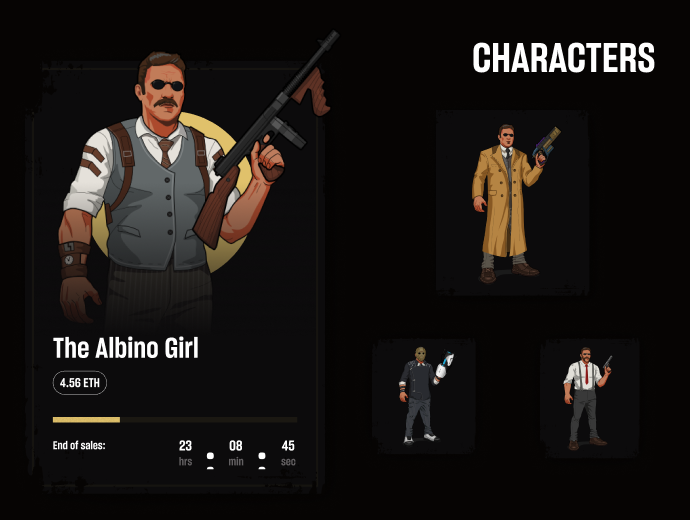 CHARACTERS
The Albino Girl
4.56 ETH
End of sales:
23 : 08 : 45
hrs min sec